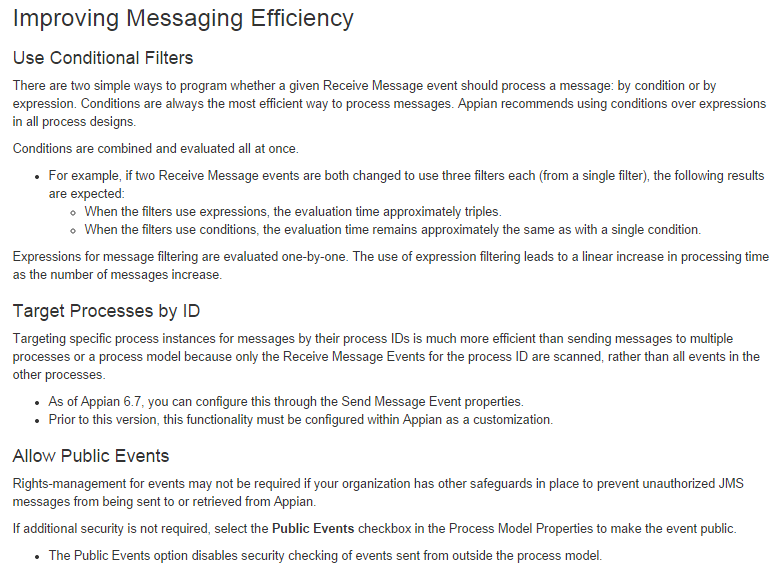 Improving Messaging Efficiency
Use Conditional Filters
There are two simple ways to program whether a given Receive Message event should process a message: by condition or by
expression. Conditions are always the most efficient way to process messages. Appian recommends using conditions over expressions
in all process designs.
Conditions are combined and evaluated all at once.
• For example, if two Receive Message events are both changed to use three filters each (from a single filter), the following results
are expected:
◦ When the filters use expressions, the evaluation time approximately triples.
◦ When the filters use conditions, the evaluation time remains approximately the same as with a single condition.
Expressions for message filtering are evaluated one-by-one. The use of expression filtering leads to a linear increase in processing time
as the number of messages increase.
Target Processes by ID
Targeting specific process instances for messages by their process IDs is much more efficient than sending messages to multiple
processes or a process model because only the Receive Message Events for the process ID are scanned, rather than all events in the
other processes.
• As of Appian 6.7, you can configure this through the Send Message Event properties.
• Prior to this version, this functionality must be configured within Appian as a customization.
Allow Public Events
Rights-management for events may not be required if your organization has other safeguards in place to prevent unauthorized JMS
messages from being sent to or retrieved from Appian.
If additional security is not required, select the Public Events checkbox in the Process Model Properties to make the event public.
• The Public Events option disables security checking of events sent from outside the process model.